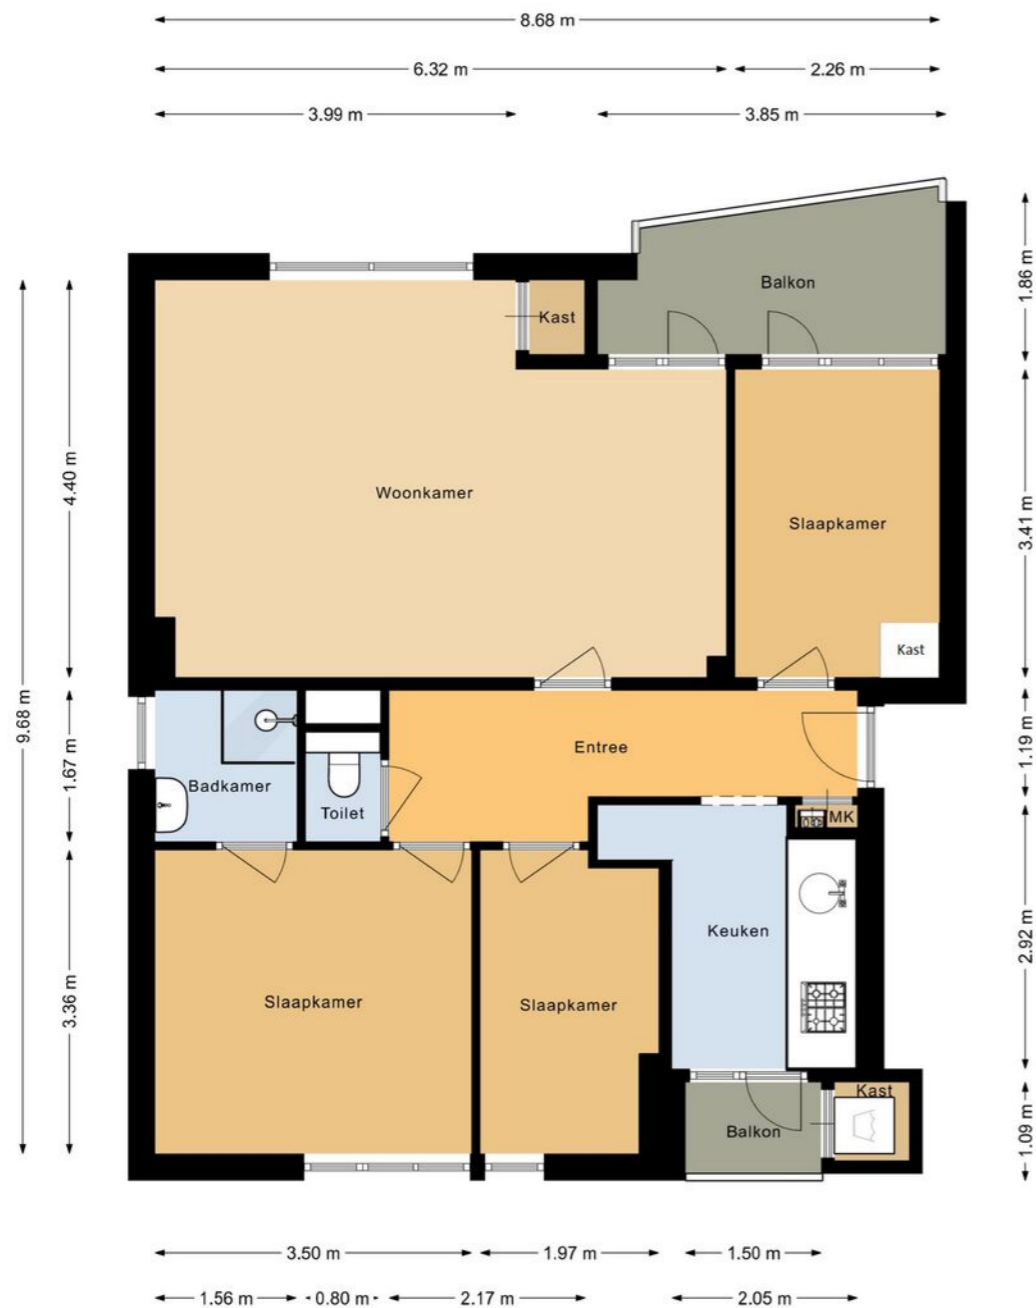 8.68 m
6.32 m
2.26 m
3.99 m
3.85 m
1.86 m
Balkon
Kast
4.40 m
Woonkamer
3.41 m
Slaapkamer
Kast
9.68 m
1.67 m
Entree
1.19 m
Badkamer
Toilet
MK
Keuken
2.92 m
3.36 m
Slaapkamer
Slaapkamer
Kast
Balkon
1.09 m
3.50 m
1.97 m
1.50 m
1.56 m
0.80 m
2.17 m
2.05 m